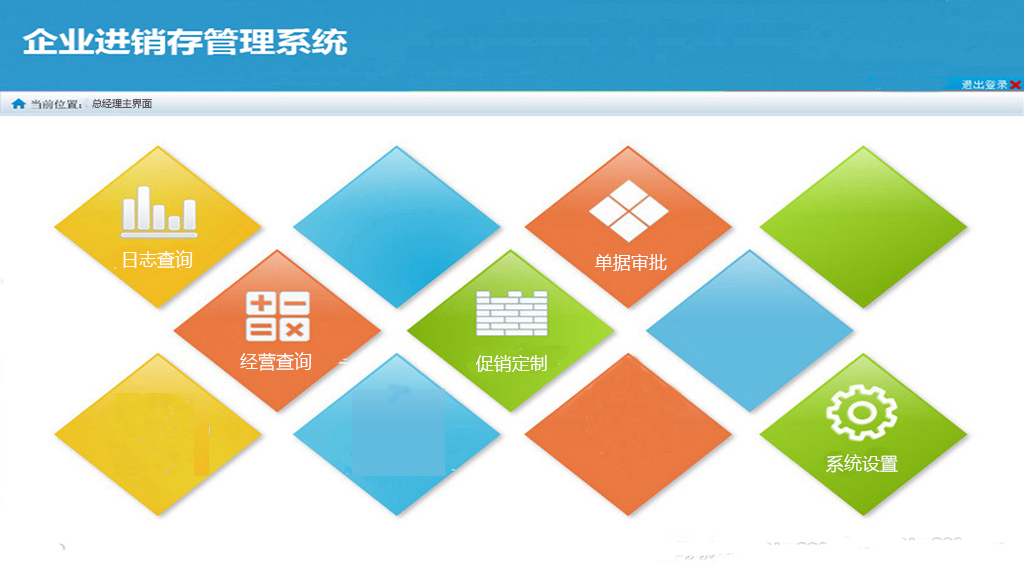 企业进销存管理系统
退出登录
当前位置： 总经理主界面
日志查询
单据审批
经营查询
促销定制
系统设置